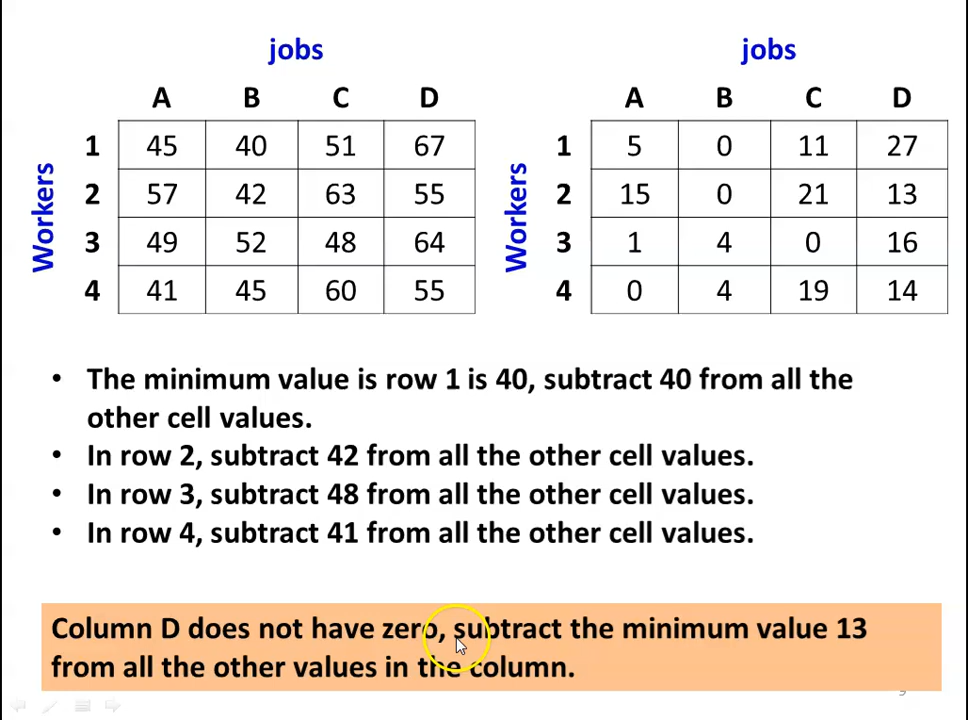 jobs jobs
A B C D A B C D
1 45 40 51 67 1 5 0 11 27
2 57 42 63 55 2 15 0 21 13
3 49 52 48 64 3 1 4 0 16
4 41 45 60 55 4 0 4 19 14
Workers Workers
• The minimum value is row 1 is 40, subtract 40 from all the
other cell values.
• In row 2, subtract 42 from all the other cell values.
• In row 3, subtract 48 from all the other cell values.
• In row 4, subtract 41 from all the other cell values.
Column D does not have zero, subtract the minimum value 13
from all the other values in the column.
9